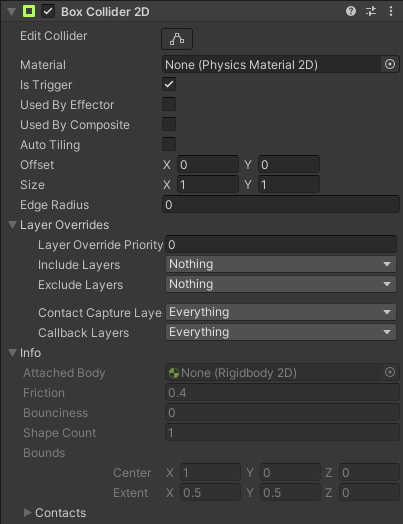 Box Collider 2D
Edit Collider
Material None (Physics Material 2D)
Is Trigger
Used By Effector
Used By Composite
Auto Tiling
Offset X 0 Y 0
Size X 1 Y 1
Edge Radius 0
Layer Overrides
Layer Override Priority 0
Include Layers Nothing
Exclude Layers Nothing
Contact Capture Laye Everything
Callback Layers Everything
Info
Attached Body None (Rigidbody 2D)
Friction 0.4
Bounciness 0
Shape Count 1
Bounds
Center X 1 Y 0 Z 0
Extent X 0.5 Y 0.5 Z 0
Contacts